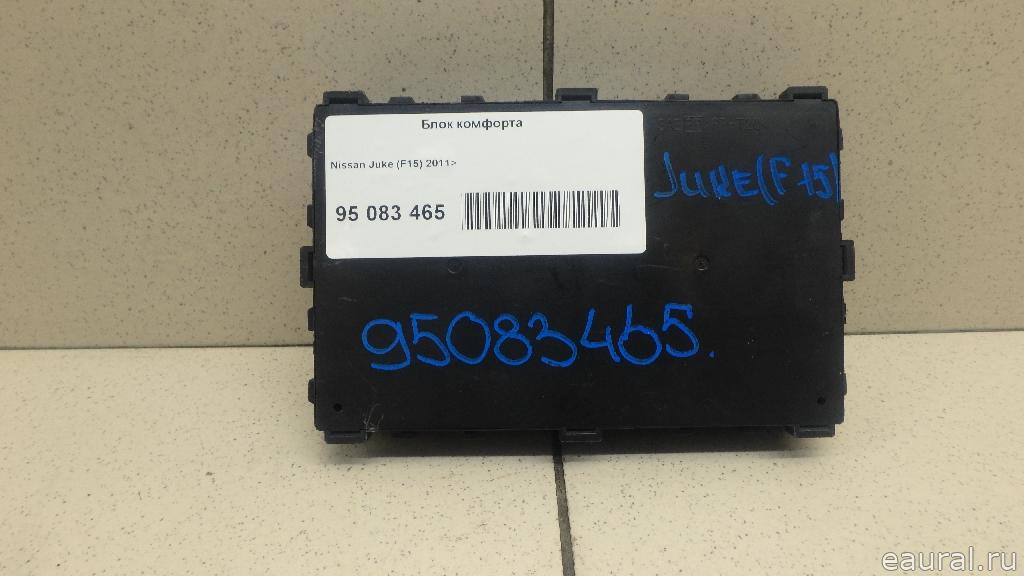 Блок комфорта
Nissan Juke (F15) 2011>
95 083 465
JUKE(F15)
95083465.
eaural.ru